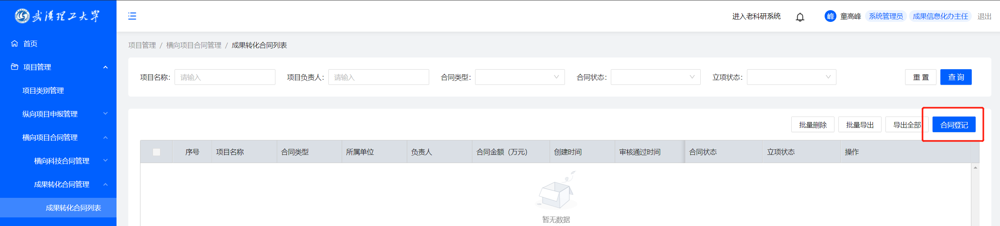 武汉理工大学
进入老科研系统 峰 童高峰 系统管理员 成果信息化办主任 退出
首页
项目管理 / 横向项目合同管理 / 成果转化合同列表
项目管理
项目名称: 请输入 项目负责人: 请输入 合同类型: 合同状态: 立项状态: 重 置 查 询
项目类别管理
纵向项目申报管理
批量删除 批量导出 导出全部 合同登记
横向项目合同管理
序号 项目名称 合同类型 所属单位 负责人 合同金额（万元） 创建时间 审核通过时间 合同状态 立项状态 操作
横向科技合同管理
成果转化合同管理
成果转化合同列表
暂无数据